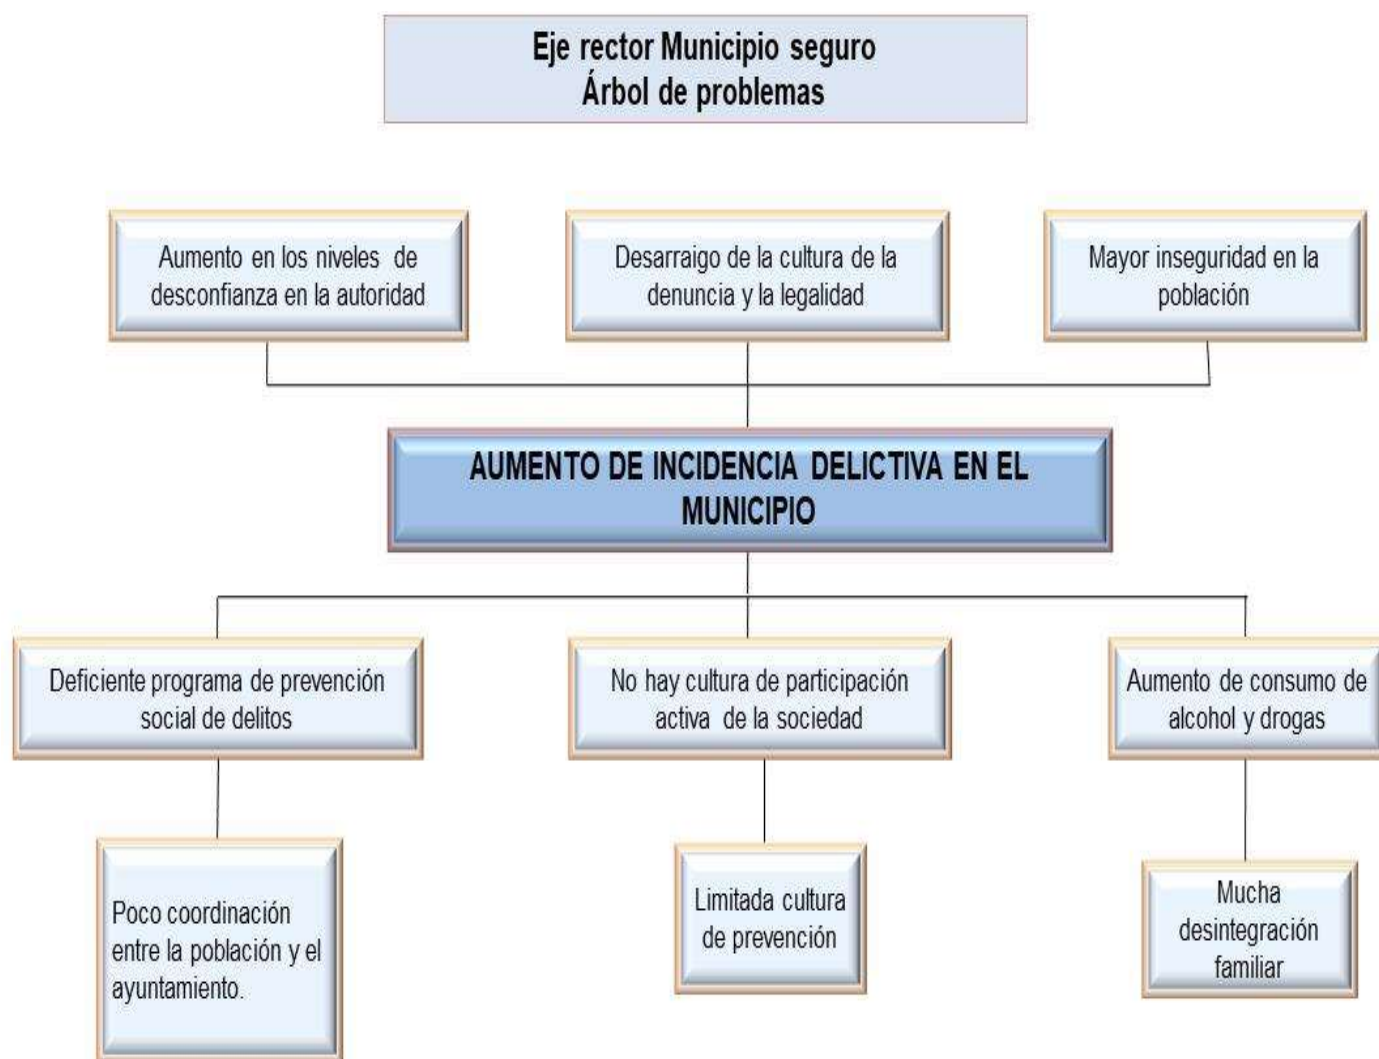 Eje rector Municipio seguro
Árbol de problemas
Aumento en los niveles de
desconfianza en la autoridad
Desarraigo de la cultura de la
denuncia y la legalidad
Mayor inseguridad en la
población
AUMENTO DE INCIDENCIA DELICTIVA EN EL
MUNICIPIO
Deficiente programa de prevención
social de delitos
No hay cultura de participación
activa de la sociedad
Aumento de consumo de
alcohol y drogas
Poco coordinación
entre la población y el
ayuntamiento.
Limitada cultura
de prevención
Mucha
desintegración
familiar